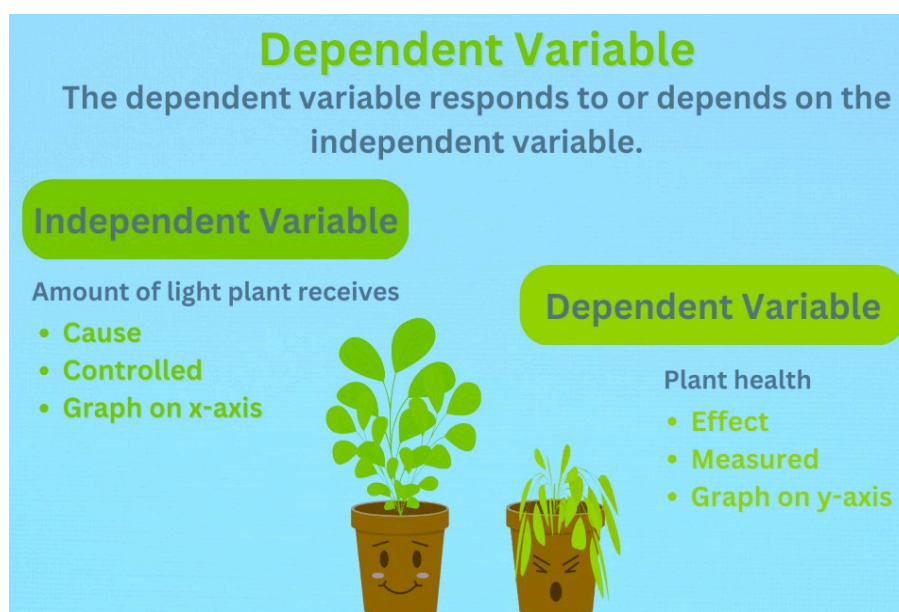 Dependent Variable
The dependent variable responds to or depends on the
independent variable.
Independent Variable
Amount of light plant receives
• Cause
• Controlled
• Graph on x-axis
Dependent Variable
Plant health
• Effect
• Measured
• Graph on y-axis